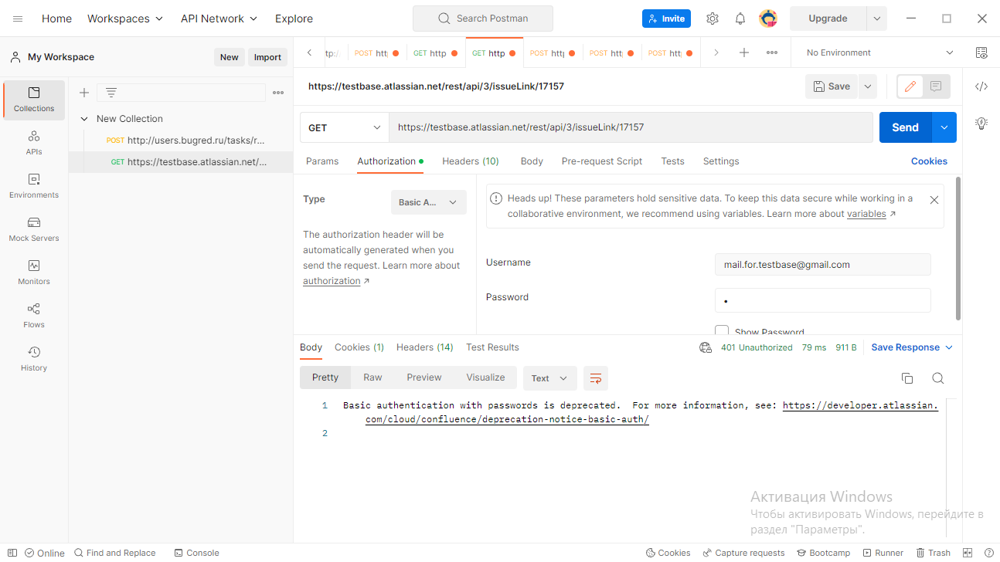 Home Workspaces API Network Explore Search Postman Invite Upgrade
My Workspace New Import
tp:/ POST htt GET http GET http POST http POST htt POST htt No Environment
https://testbase.atlassian.net/rest/api/3/issueLink/17157 Save
Collections
APIs
Environments
Mock Servers
Monitors
Flows
History
New Collection
POST http://users.bugred.ru/tasks/r...
GET https://testbase.atlassian.net/...
GET https://testbase.atlassian.net/rest/api/3/issueLink/17157 Send
Params Authorization Headers (10) Body Pre-request Script Tests Settings Cookies
Type Basic A...
The authorization header will be
automatically generated when you
send the request. Learn more about
authorization ↗
Heads up! These parameters hold sensitive data. To keep this data secure while working in a
collaborative environment, we recommend using variables. Learn more about variables ↗
Username mail.for.testbase@gmail.com
Password •
Show Password
Body Cookies (1) Headers (14) Test Results 401 Unauthorized 79 ms 911 B Save Response
Pretty Raw Preview Visualize Text
1 Basic authentication with passwords is deprecated.  For more information, see: https://developer.atlassian.
com/cloud/confluence/deprecation-notice-basic-auth/
2
Активация Windows
Чтобы активировать Windows, перейдите в
раздел "Параметры".
Online Find and Replace Console Cookies Capture requests Bootcamp Runner Trash